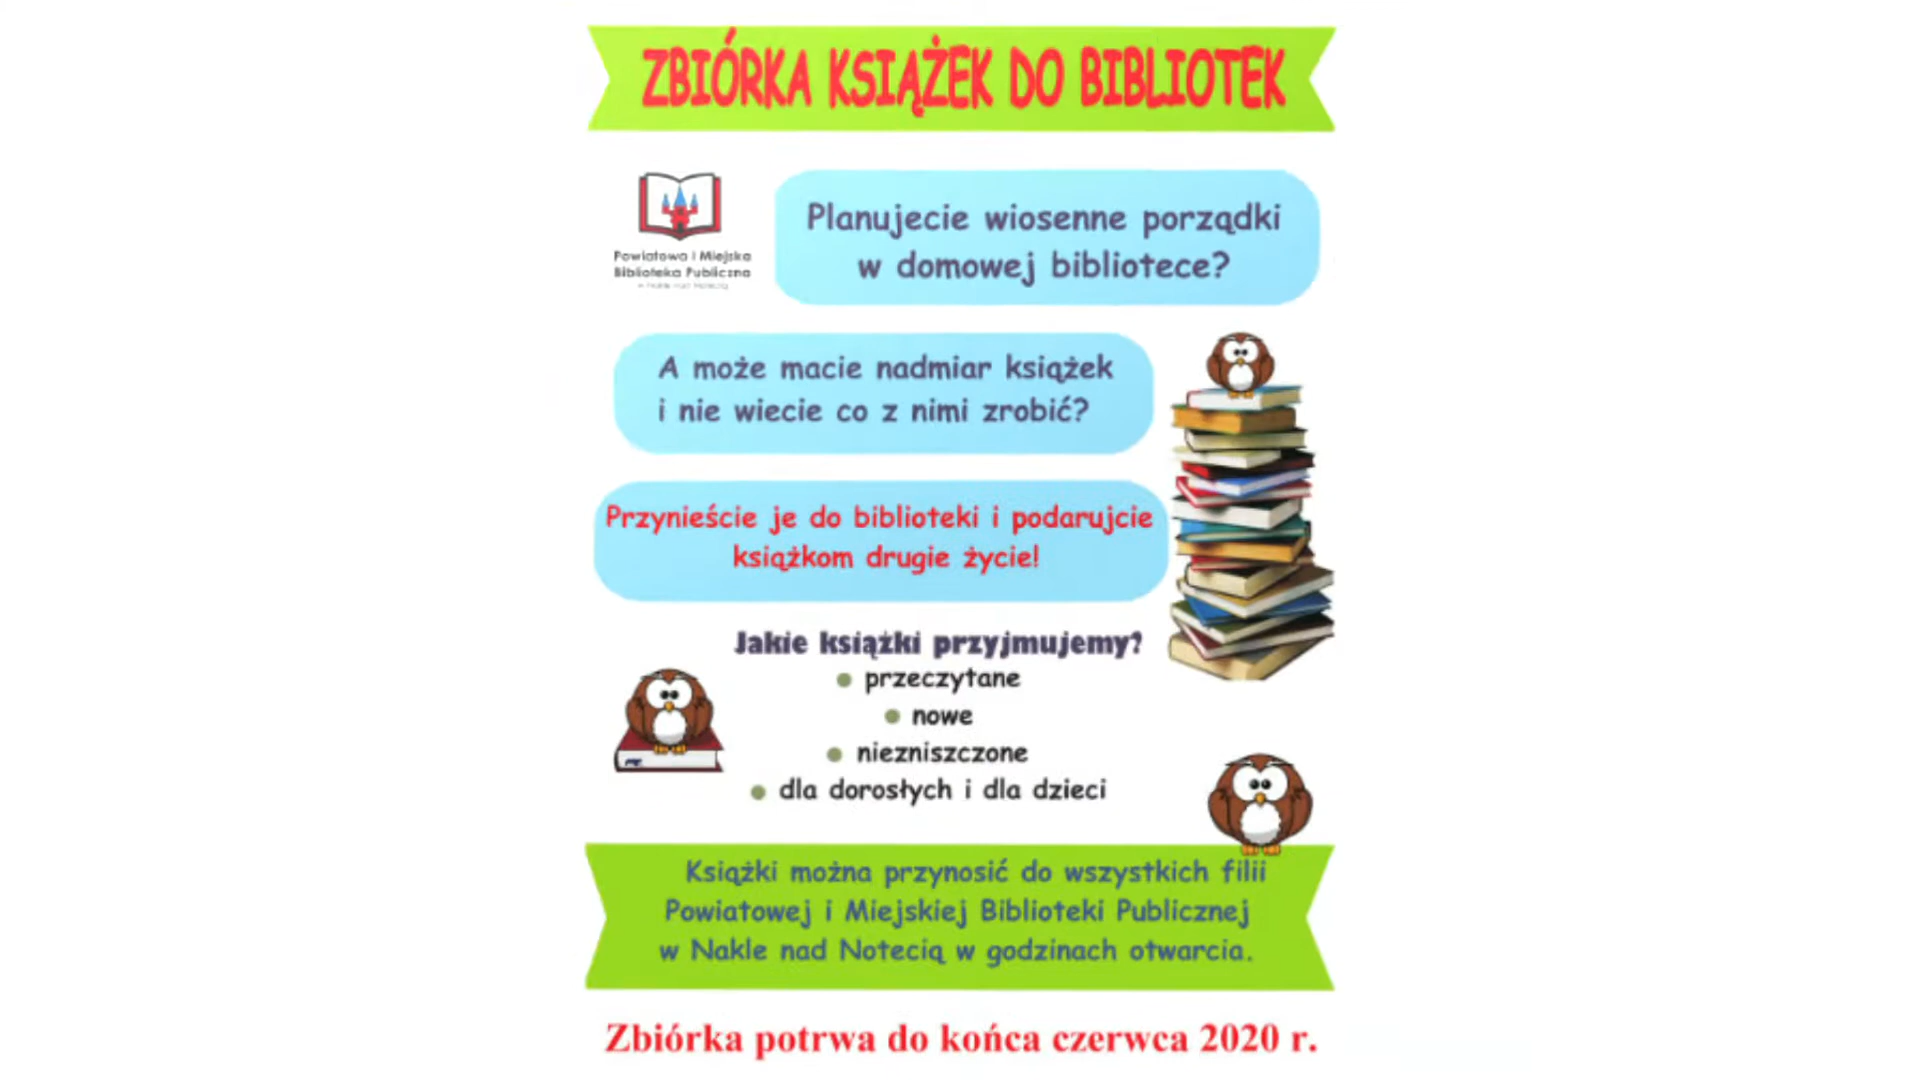 ZBIÓRKA KSIĄŻEK DO BIBLIOTEK
Powiatowa i Miejska
Biblioteka Publiczna
w Nakle nad Notecią
Planujecie wiosenne porządki
w domowej bibliotece?
A może macie nadmiar książek
i nie wiecie co z nimi zrobić?
Przynieście je do biblioteki i podarujcie
książkom drugie życie!
Jakie książki przyjmujemy?
przeczytane
nowe
niezniszczone
dla dorosłych i dla dzieci
Książki można przynosić do wszystkich filii
Powiatowej i Miejskiej Biblioteki Publicznej
w Nakle nad Notecią w godzinach otwarcia.
Zbiórka potrwa do końca czerwca 2020 r.